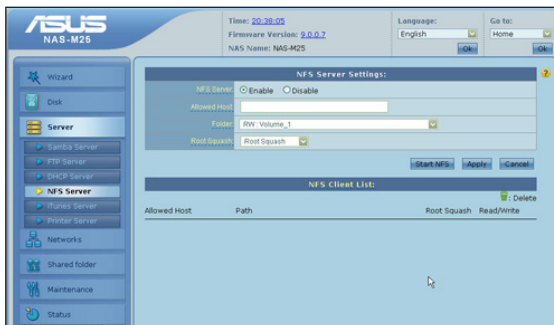 ASUS
NAS-M25
Time: 20:38:05
Firmware Version: 9.0.0.7
NAS Name: NAS-M25
Language:
English
Ok
Go to:
Home
Ok
Wizard
Disk
Server
Samba Server
FTP Server
DHCP Server
NFS Server
iTunes Server
Printer Server
Networks
Shared folder
Maintenance
Status
NFS Server Settings:
?
NFS Server: Enable Disable
Allowed Host:
Folder: RW: Volume_1
Root Squash: Root Squash
Start NFS Apply Cancel
NFS Client List:
: Delete
Allowed Host Path Root Squash Read/Write